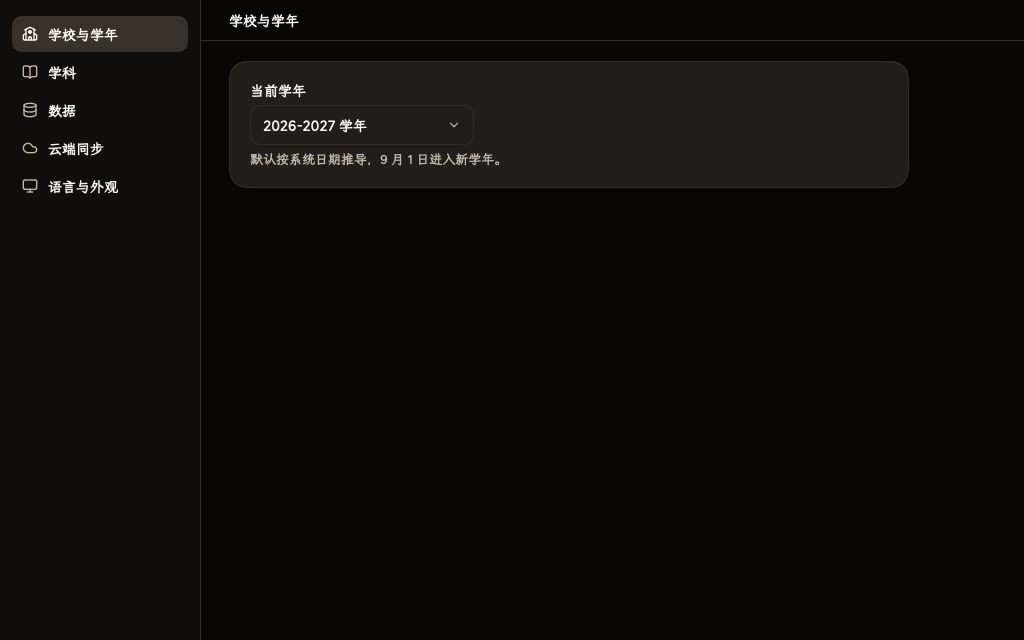 学校与学年
学科
数据
云端同步
语言与外观
学校与学年
当前学年
2026-2027 学年
默认按系统日期推导，9 月 1 日进入新学年。